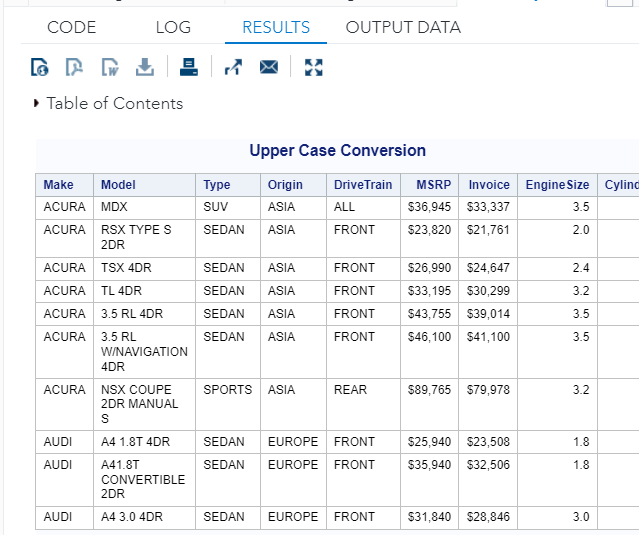 CODE LOG RESULTS OUTPUT DATA
Table of Contents
Upper Case Conversion
Make Model Type Origin DriveTrain MSRP Invoice EngineSize Cylind
ACURA MDX SUV ASIA ALL $36,945 $33,337 3.5
ACURA RSX TYPE S SEDAN ASIA FRONT $23,820 $21,761 2.0
2DR
ACURA TSX 4DR SEDAN ASIA FRONT $26,990 $24,647 2.4
ACURA TL 4DR SEDAN ASIA FRONT $33,195 $30,299 3.2
ACURA 3.5 RL 4DR SEDAN ASIA FRONT $43,755 $39,014 3.5
ACURA 3.5 RL SEDAN ASIA FRONT $46,100 $41,100 3.5
W/NAVIGATION
4DR
ACURA NSX COUPE SPORTS ASIA REAR $89,765 $79,978 3.2
2DR MANUAL
S
AUDI A4 1.8T 4DR SEDAN EUROPE FRONT $25,940 $23,508 1.8
AUDI A41.8T SEDAN EUROPE FRONT $35,940 $32,506 1.8
CONVERTIBLE
2DR
AUDI A4 3.0 4DR SEDAN EUROPE FRONT $31,840 $28,846 3.0